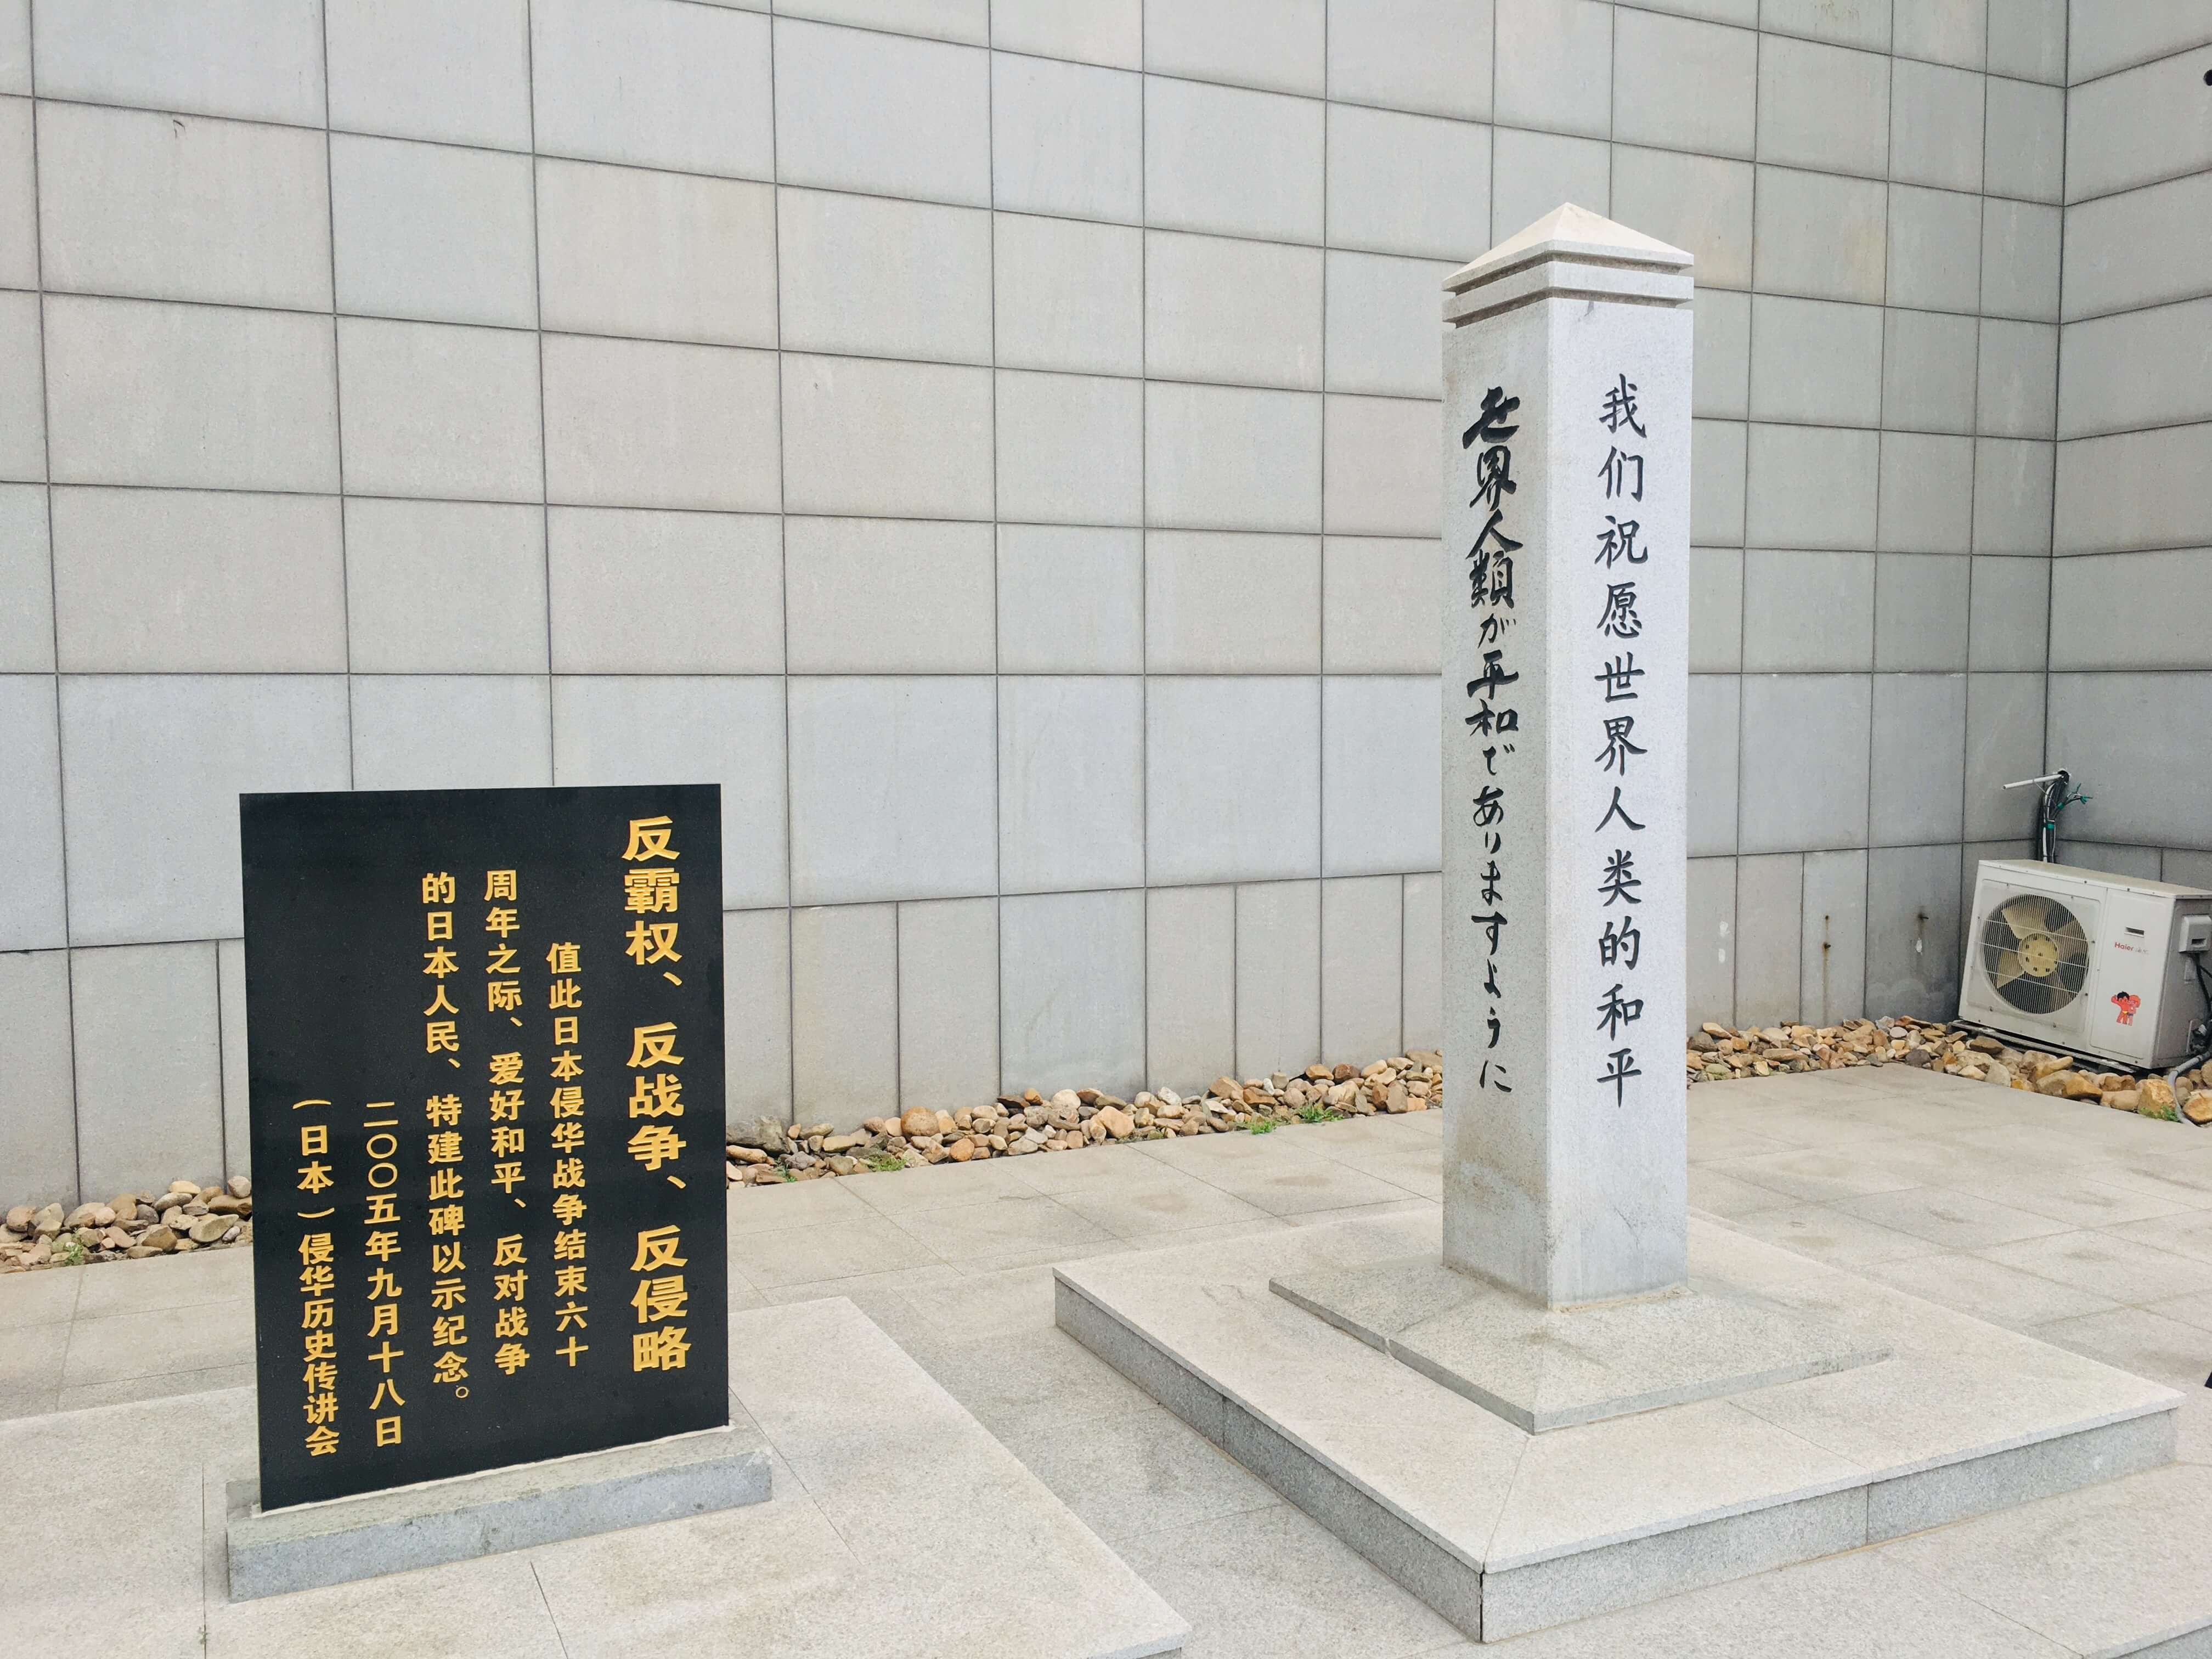 反霸权、反战争、反侵略
值此日本侵华战争结束六十
周年之际、爱好和平、反对战争
的日本人民、特建此碑以示纪念。
二〇〇五年九月十八日
（日本）侵华历史传讲会
世界人類が平和でありますように
我们祝愿世界人类的和平
Haier